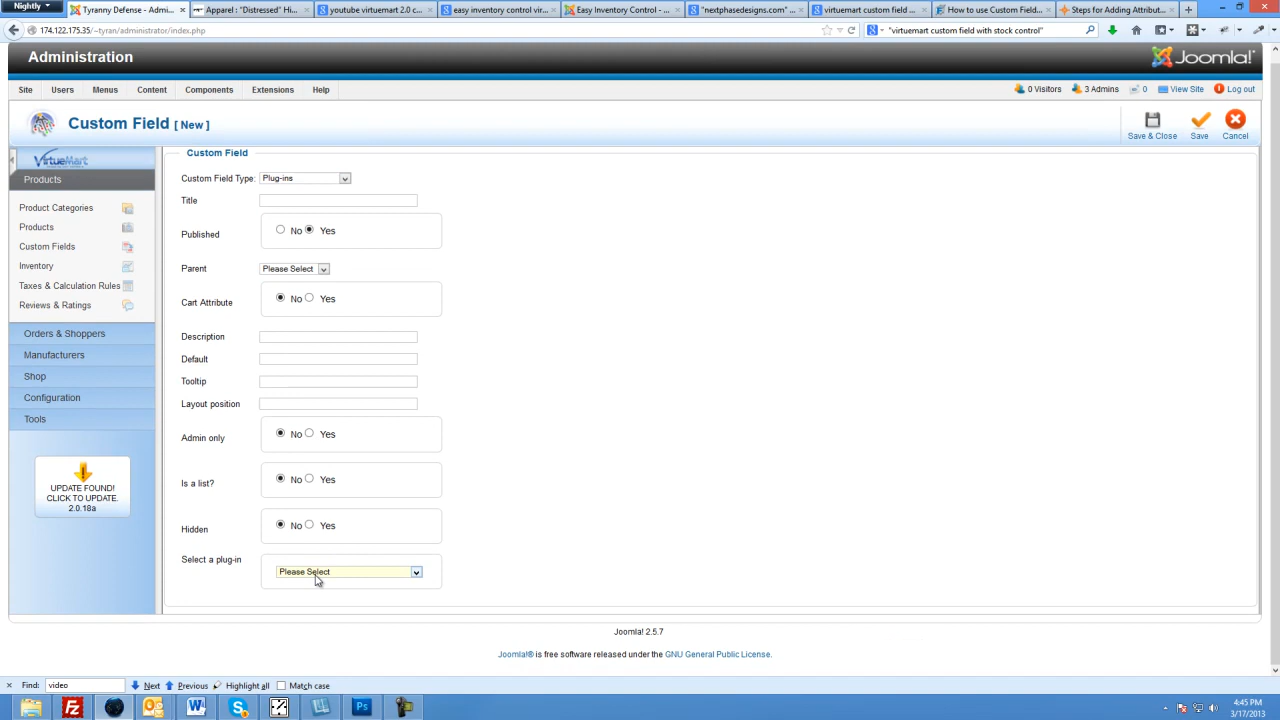 Nightly
Tyranny Defense - Admi...
Apparel : "Distressed" Hi...
youtube virtuemart 2.0 c...
easy inventory control vir...
Easy Inventory Control - ...
"nextphasedesigns.com" ...
virtuemart custom field ...
How to use Custom Field...
Steps for Adding Attribut...
174.122.175.35/~tyran/administrator/index.php
"virtuemart custom field with stock control"
Administration
Joomla!
Site Users Menus Content Components Extensions Help
0 Visitors 3 Admins 0 View Site Log out
Custom Field [ New ]
Save & Close Save Cancel
VirtueMart
Products
Product Categories
Products
Custom Fields
Inventory
Taxes & Calculation Rules
Reviews & Ratings
Orders & Shoppers
Manufacturers
Shop
Configuration
Tools
UPDATE FOUND!
CLICK TO UPDATE.
2.0.18a
Custom Field
Custom Field Type: Plug-ins
Title
Published No Yes
Parent Please Select
Cart Attribute No Yes
Description
Default
Tooltip
Layout position
Admin only No Yes
Is a list? No Yes
Hidden No Yes
Select a plug-in
Please Select
Joomla! 2.5.7
Joomla!® is free software released under the GNU General Public License.
Find: video Next Previous Highlight all Match case
4:45 PM
3/17/2013